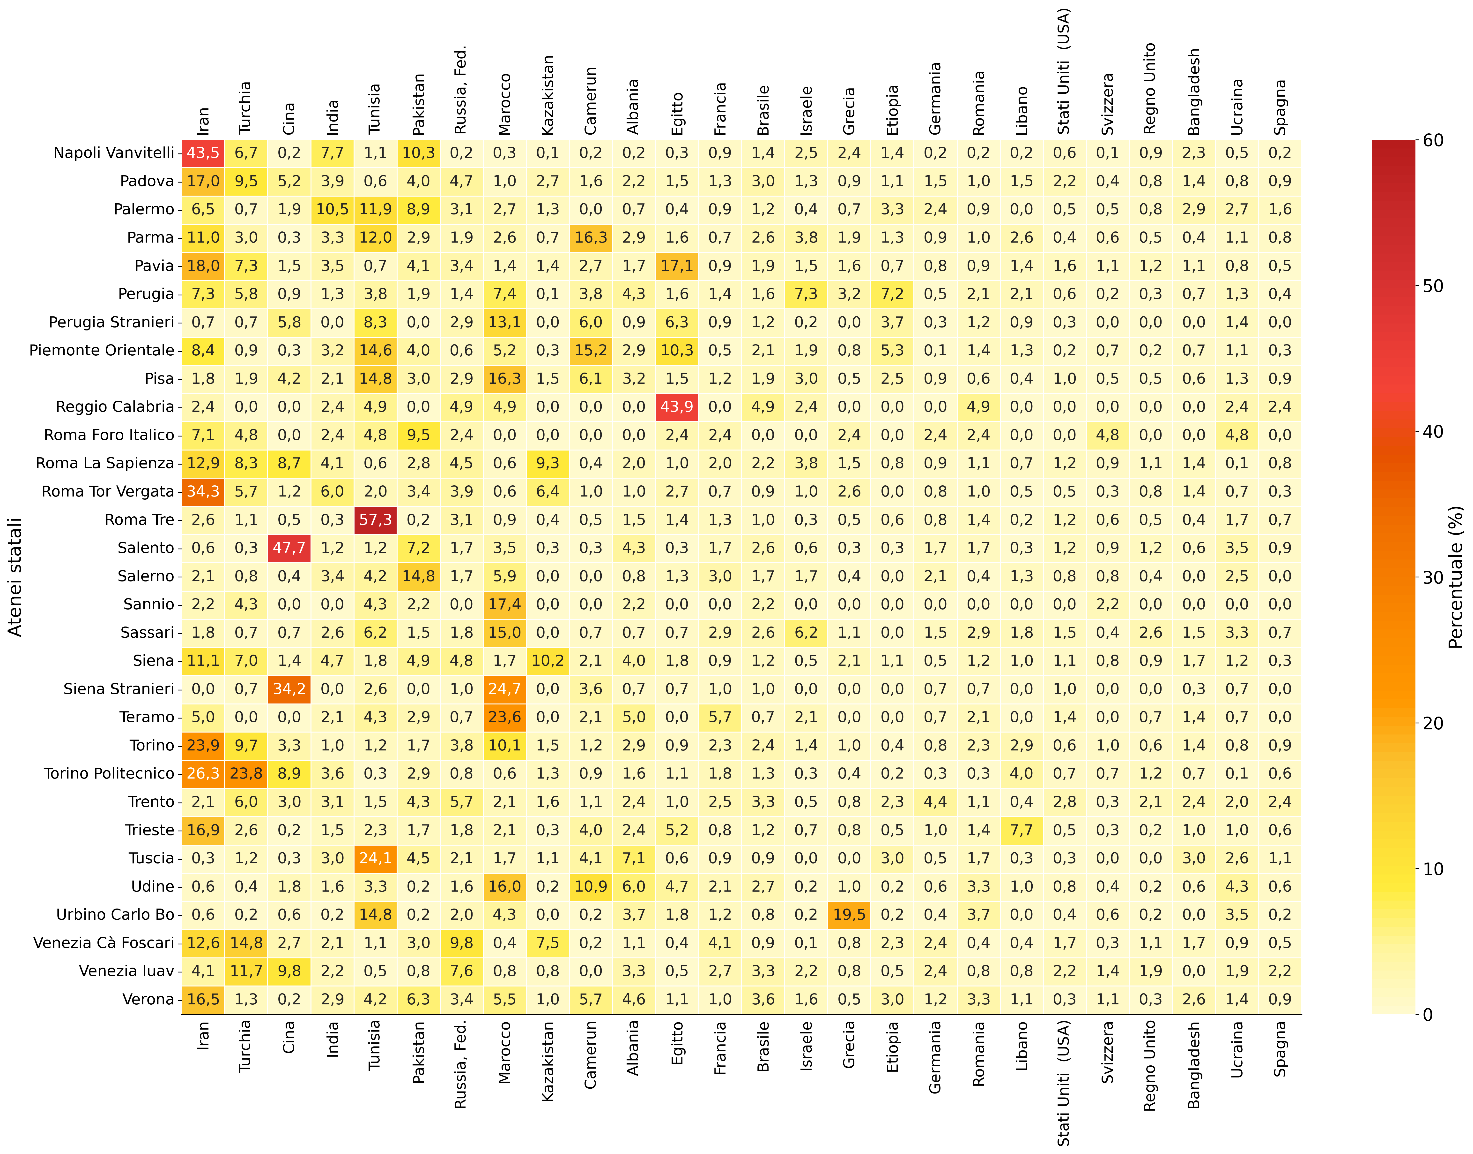 Iran Turchia Cina India Tunisia Pakistan Russia, Fed. Marocco Kazakistan Camerun Albania Egitto Francia Brasile Israele Grecia Etiopia Germania Romania Libano Stati Uniti (USA) Svizzera Regno Unito Bangladesh Ucraina Spagna
Napoli Vanvitelli 43,5 6,7 0,2 7,7 1,1 10,3 0,2 0,3 0,1 0,2 0,2 0,3 0,9 1,4 2,5 2,4 1,4 0,2 0,2 0,2 0,6 0,1 0,9 2,3 0,5 0,2
Padova 17,0 9,5 5,2 3,9 0,6 4,0 4,7 1,0 2,7 1,6 2,2 1,5 1,3 3,0 1,3 0,9 1,1 1,5 1,0 1,5 2,2 0,4 0,8 1,4 0,8 0,9
Palermo 6,5 0,7 1,9 10,5 11,9 8,9 3,1 2,7 1,3 0,0 0,7 0,4 0,9 1,2 0,4 0,7 3,3 2,4 0,9 0,0 0,5 0,5 0,8 2,9 2,7 1,6
Parma 11,0 3,0 0,3 3,3 12,0 2,9 1,9 2,6 0,7 16,3 2,9 1,6 0,7 2,6 3,8 1,9 1,3 0,9 1,0 2,6 0,4 0,6 0,5 0,4 1,1 0,8
Pavia 18,0 7,3 1,5 3,5 0,7 4,1 3,4 1,4 1,4 2,7 1,7 17,1 0,9 1,9 1,5 1,6 0,7 0,8 0,9 1,4 1,6 1,1 1,2 1,1 0,8 0,5
Perugia 7,3 5,8 0,9 1,3 3,8 1,9 1,4 7,4 0,1 3,8 4,3 1,6 1,4 1,6 7,3 3,2 7,2 0,5 2,1 2,1 0,6 0,2 0,3 0,7 1,3 0,4
Perugia Stranieri 0,7 0,7 5,8 0,0 8,3 0,0 2,9 13,1 0,0 6,0 0,9 6,3 0,9 1,2 0,2 0,0 3,7 0,3 1,2 0,9 0,3 0,0 0,0 0,0 1,4 0,0
Piemonte Orientale 8,4 0,9 0,3 3,2 14,6 4,0 0,6 5,2 0,3 15,2 2,9 10,3 0,5 2,1 1,9 0,8 5,3 0,1 1,4 1,3 0,2 0,7 0,2 0,7 1,1 0,3
Pisa 1,8 1,9 4,2 2,1 14,8 3,0 2,9 16,3 1,5 6,1 3,2 1,5 1,2 1,9 3,0 0,5 2,5 0,9 0,6 0,4 1,0 0,5 0,5 0,6 1,3 0,9
Reggio Calabria 2,4 0,0 0,0 2,4 4,9 0,0 4,9 4,9 0,0 0,0 0,0 43,9 0,0 4,9 2,4 0,0 0,0 0,0 4,9 0,0 0,0 0,0 0,0 0,0 2,4 2,4
Roma Foro Italico 7,1 4,8 0,0 2,4 4,8 9,5 2,4 0,0 0,0 0,0 0,0 2,4 2,4 0,0 0,0 2,4 0,0 2,4 2,4 0,0 0,0 4,8 0,0 0,0 4,8 0,0
Roma La Sapienza 12,9 8,3 8,7 4,1 0,6 2,8 4,5 0,6 9,3 0,4 2,0 1,0 2,0 2,2 3,8 1,5 0,8 0,9 1,1 0,7 1,2 0,9 1,1 1,4 0,1 0,8
Roma Tor Vergata 34,3 5,7 1,2 6,0 2,0 3,4 3,9 0,6 6,4 1,0 1,0 2,7 0,7 0,9 1,0 2,6 0,0 0,8 1,0 0,5 0,5 0,3 0,8 1,4 0,7 0,3
Roma Tre 2,6 1,1 0,5 0,3 57,3 0,2 3,1 0,9 0,4 0,5 1,5 1,4 1,3 1,0 0,3 0,5 0,6 0,8 1,4 0,2 1,2 0,6 0,5 0,4 1,7 0,7
Salento 0,6 0,3 47,7 1,2 1,2 7,2 1,7 3,5 0,3 0,3 4,3 0,3 1,7 2,6 0,6 0,3 0,3 1,7 1,7 0,3 1,2 0,9 1,2 0,6 3,5 0,9
Salerno 2,1 0,8 0,4 3,4 4,2 14,8 1,7 5,9 0,0 0,0 0,8 1,3 3,0 1,7 1,7 0,4 0,0 2,1 0,4 1,3 0,8 0,8 0,4 0,0 2,5 0,0
Sannio 2,2 4,3 0,0 0,0 4,3 2,2 0,0 17,4 0,0 0,0 2,2 0,0 0,0 2,2 0,0 0,0 0,0 0,0 0,0 0,0 0,0 2,2 0,0 0,0 0,0 0,0
Sassari 1,8 0,7 0,7 2,6 6,2 1,5 1,8 15,0 0,0 0,7 0,7 0,7 2,9 2,6 6,2 1,1 0,0 1,5 2,9 1,8 1,5 0,4 2,6 1,5 3,3 0,7
Siena 11,1 7,0 1,4 4,7 1,8 4,9 4,8 1,7 10,2 2,1 4,0 1,8 0,9 1,2 0,5 2,1 1,1 0,5 1,2 1,0 1,1 0,8 0,9 1,7 1,2 0,3
Siena Stranieri 0,0 0,7 34,2 0,0 2,6 0,0 1,0 24,7 0,0 3,6 0,7 0,7 1,0 1,0 0,0 0,0 0,0 0,7 0,7 0,0 1,0 0,0 0,0 0,3 0,7 0,0
Teramo 5,0 0,0 0,0 2,1 4,3 2,9 0,7 23,6 0,0 2,1 5,0 0,0 5,7 0,7 2,1 0,0 0,0 0,7 2,1 0,0 1,4 0,0 0,7 1,4 0,7 0,0
Torino 23,9 9,7 3,3 1,0 1,2 1,7 3,8 10,1 1,5 1,2 2,9 0,9 2,3 2,4 1,4 1,0 0,4 0,8 2,3 2,9 0,6 1,0 0,6 1,4 0,8 0,9
Torino Politecnico 26,3 23,8 8,9 3,6 0,3 2,9 0,8 0,6 1,3 0,9 1,6 1,1 1,8 1,3 0,3 0,4 0,2 0,3 0,3 4,0 0,7 0,7 1,2 0,7 0,1 0,6
Trento 2,1 6,0 3,0 3,1 1,5 4,3 5,7 2,1 1,6 1,1 2,4 1,0 2,5 3,3 0,5 0,8 2,3 4,4 1,1 0,4 2,8 0,3 2,1 2,4 2,0 2,4
Trieste 16,9 2,6 0,2 1,5 2,3 1,7 1,8 2,1 0,3 4,0 2,4 5,2 0,8 1,2 0,7 0,8 0,5 1,0 1,4 7,7 0,5 0,3 0,2 1,0 1,0 0,6
Tuscia 0,3 1,2 0,3 3,0 24,1 4,5 2,1 1,7 1,1 4,1 7,1 0,6 0,9 0,9 0,0 0,0 3,0 0,5 1,7 0,3 0,3 0,0 0,0 3,0 2,6 1,1
Udine 0,6 0,4 1,8 1,6 3,3 0,2 1,6 16,0 0,2 10,9 6,0 4,7 2,1 2,7 0,2 1,0 0,2 0,6 3,3 1,0 0,8 0,4 0,2 0,6 4,3 0,6
Urbino Carlo Bo 0,6 0,2 0,6 0,2 14,8 0,2 2,0 4,3 0,0 0,2 3,7 1,8 1,2 0,8 0,2 19,5 0,2 0,4 3,7 0,0 0,4 0,6 0,2 0,0 3,5 0,2
Venezia Cà Foscari 12,6 14,8 2,7 2,1 1,1 3,0 9,8 0,4 7,5 0,2 1,1 0,4 4,1 0,9 0,1 0,8 2,3 2,4 0,4 0,4 1,7 0,3 1,1 1,7 0,9 0,5
Venezia Iuav 4,1 11,7 9,8 2,2 0,5 0,8 7,6 0,8 0,8 0,0 3,3 0,5 2,7 3,3 2,2 0,5 0,0 2,4 0,8 0,8 2,2 1,4 1,9 0,0 1,9 2,2
Verona 16,5 1,3 0,2 2,9 4,2 6,3 3,4 5,5 1,0 5,7 4,6 1,1 1,0 3,6 1,6 0,5 3,0 1,2 3,3 1,1 0,3 1,1 0,3 2,6 1,4 0,9
Iran Turchia Cina India Tunisia Pakistan Russia, Fed. Marocco Kazakistan Camerun Albania Egitto Francia Brasile Israele Grecia Etiopia Germania Romania Libano Stati Uniti (USA) Svizzera Regno Unito Bangladesh Ucraina Spagna
Atenei statali
60
40
30
20
10
0
Percentuale (%)